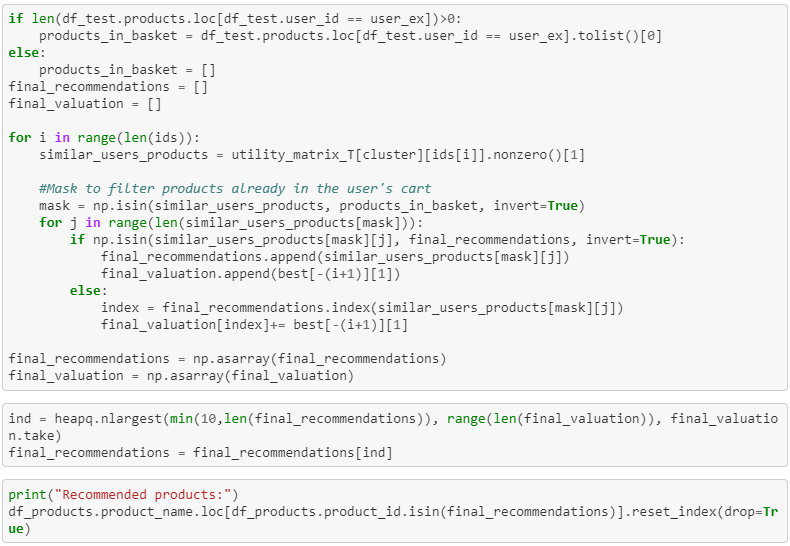 if len(df_test.products.loc[df_test.user_id == user_ex])>0:
    products_in_basket = df_test.products.loc[df_test.user_id == user_ex].tolist()[0]
else:
    products_in_basket = []
final_recommendations = []
final_valuation = []

for i in range(len(ids)):
    similar_users_products = utility_matrix_T[cluster][ids[i]].nonzero()[1]

    #Mask to filter products already in the user's cart
    mask = np.isin(similar_users_products, products_in_basket, invert=True)
    for j in range(len(similar_users_products[mask])):
        if np.isin(similar_users_products[mask][j], final_recommendations, invert=True):
            final_recommendations.append(similar_users_products[mask][j])
            final_valuation.append(best[-(i+1)][1])
        else:
            index = final_recommendations.index(similar_users_products[mask][j])
            final_valuation[index]+= best[-(i+1)][1]

final_recommendations = np.asarray(final_recommendations)
final_valuation = np.asarray(final_valuation)

ind = heapq.nlargest(min(10,len(final_recommendations)), range(len(final_valuation)), final_valuatio
n.take)
final_recommendations = final_recommendations[ind]

print("Recommended products:")
df_products.product_name.loc[df_products.product_id.isin(final_recommendations)].reset_index(drop=Tr
ue)